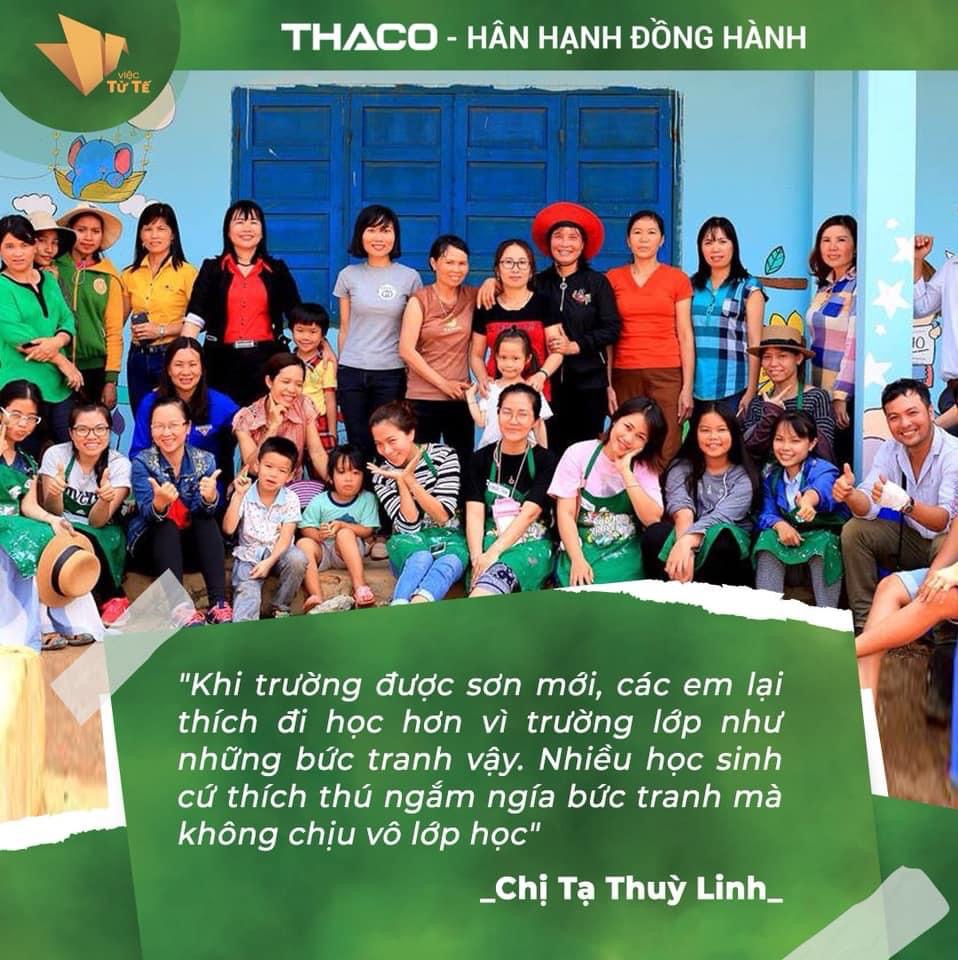 việc
TỬ TẾ
THACO - HÂN HẠNH ĐỒNG HÀNH
"Khi trường được sơn mới, các em lại
thích đi học hơn vì trường lớp như
những bức tranh vậy. Nhiều học sinh
cứ thích thú ngắm ngía bức tranh mà
không chịu vô lớp học"
_Chị Tạ Thuỳ Linh_